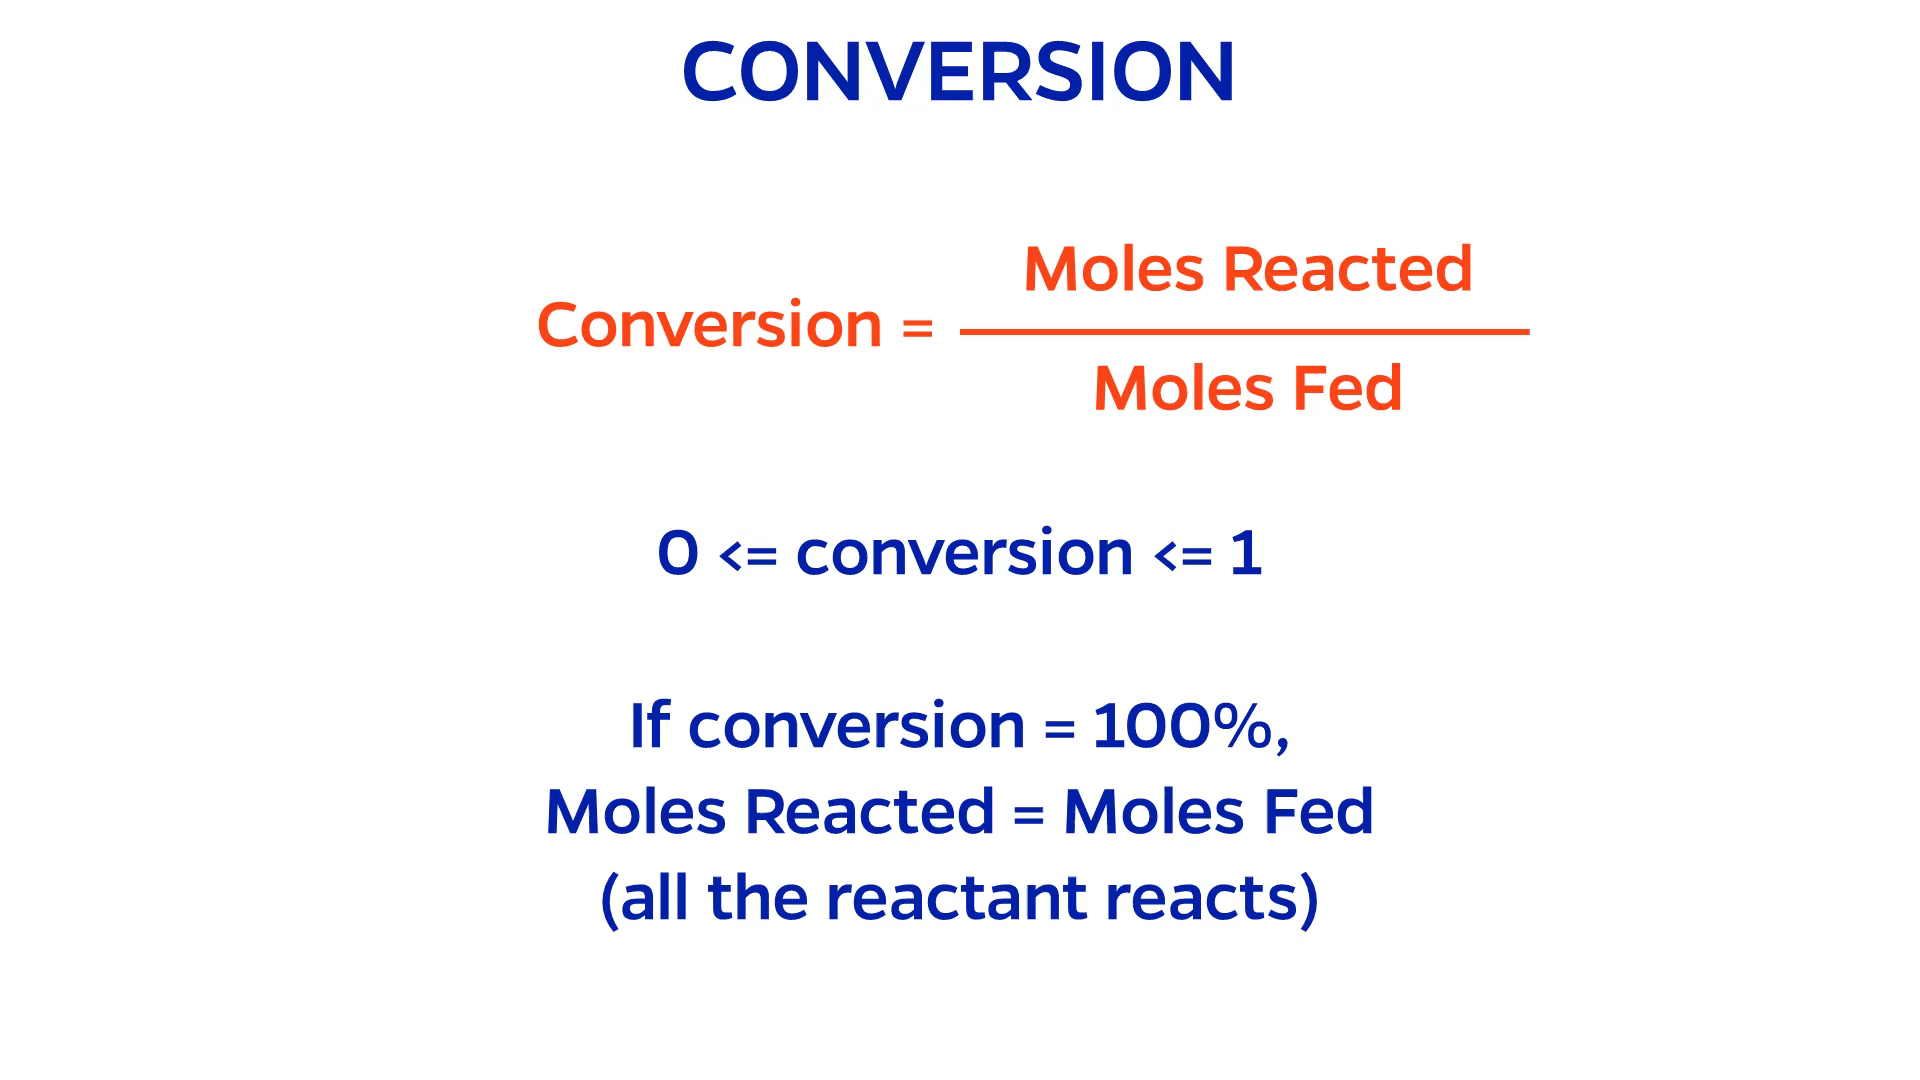 CONVERSION
Conversion =
Moles Reacted
Moles Fed
0 <= conversion <= 1
If conversion = 100%,
Moles Reacted = Moles Fed
(all the reactant reacts)